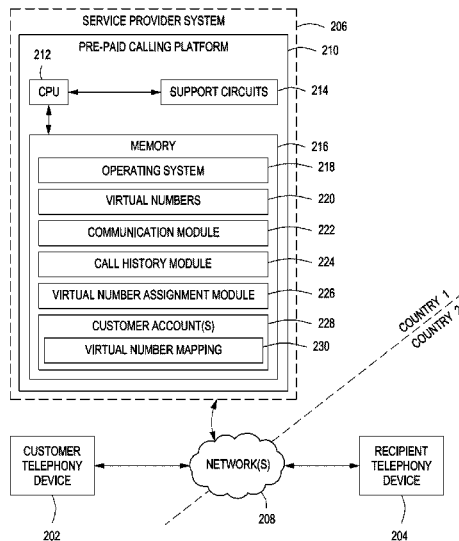 SERVICE PROVIDER SYSTEM
206
PRE-PAID CALLING PLATFORM
210
212
CPU
SUPPORT CIRCUITS
214
MEMORY
216
OPERATING SYSTEM
218
VIRTUAL NUMBERS
220
COMMUNICATION MODULE
222
CALL HISTORY MODULE
224
VIRTUAL NUMBER ASSIGNMENT MODULE
226
CUSTOMER ACCOUNT(S)
228
VIRTUAL NUMBER MAPPING
230
COUNTRY 1
COUNTRY 2
CUSTOMER
TELEPHONY
DEVICE
202
NETWORK(S)
208
RECIPIENT
TELEPHONY
DEVICE
204